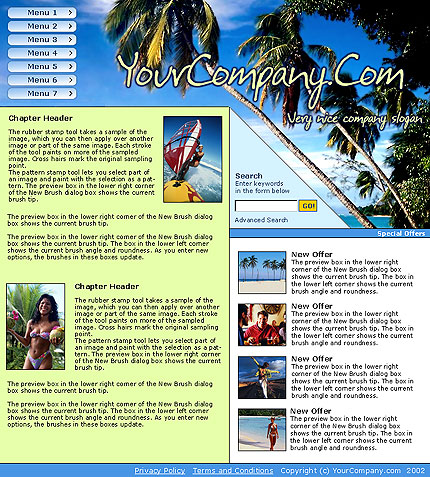 Menu 1
Menu 2
Menu 3
Menu 4
Menu 5
Menu 6
Menu 7
YourCompany.Com
Very nice company slogan
Chapter Header
The rubber stamp tool takes a sample of the
image, which you can then apply over another
image or part of the same image. Each stroke
of the tool paints on more of the sampled
image. Cross hairs mark the original sampling
point.
The pattern stamp tool lets you select part of
an image and paint with the selection as a pat-
tern. The preview box in the lower right corner
of the New Brush dialog box shows the current
brush tip.
The preview box in the lower right corner of the New Brush dialog
box shows the current brush tip.
The preview box in the lower right corner of the New Brush dialog
box shows the current brush tip. The box in the lower left corner
shows the current brush angle and roundness. As you enter new
options, the brushes in these boxes update.
Chapter Header
The rubber stamp tool takes a sample of the
image, which you can then apply over another
image or part of the same image. Each stroke
of the tool paints on more of the sampled
image. Cross hairs mark the original sampling
point.
The pattern stamp tool lets you select part of
an image and paint with the selection as a pat-
tern. The preview box in the lower right corner
of the New Brush dialog box shows the current
brush tip.
The preview box in the lower right corner of the New Brush dialog
box shows the current brush tip.
The preview box in the lower right corner of the New Brush dialog
box shows the current brush tip. The box in the lower left corner
shows the current brush angle and roundness. As you enter new
options, the brushes in these boxes update.
Search
Enter keywords
in the form below
GO!
Advanced Search
Special Offers
New Offer
The preview box in the lower right
corner of the New Brush dialog box
shows the current brush tip. The box in
the lower left corner shows the current
brush angle and roundness.
New Offer
The preview box in the lower right
corner of the New Brush dialog box
shows the current brush tip. The box in
the lower left corner shows the current
brush angle and roundness.
New Offer
The preview box in the lower right
corner of the New Brush dialog box
shows the current brush tip. The box in
the lower left corner shows the current
brush angle and roundness.
New Offer
The preview box in the lower right
corner of the New Brush dialog box
shows the current brush tip. The box in
the lower left corner shows the current
brush angle and roundness.
Privacy Policy Terms and Conditions Copyright (c) YourCompany.com 2002